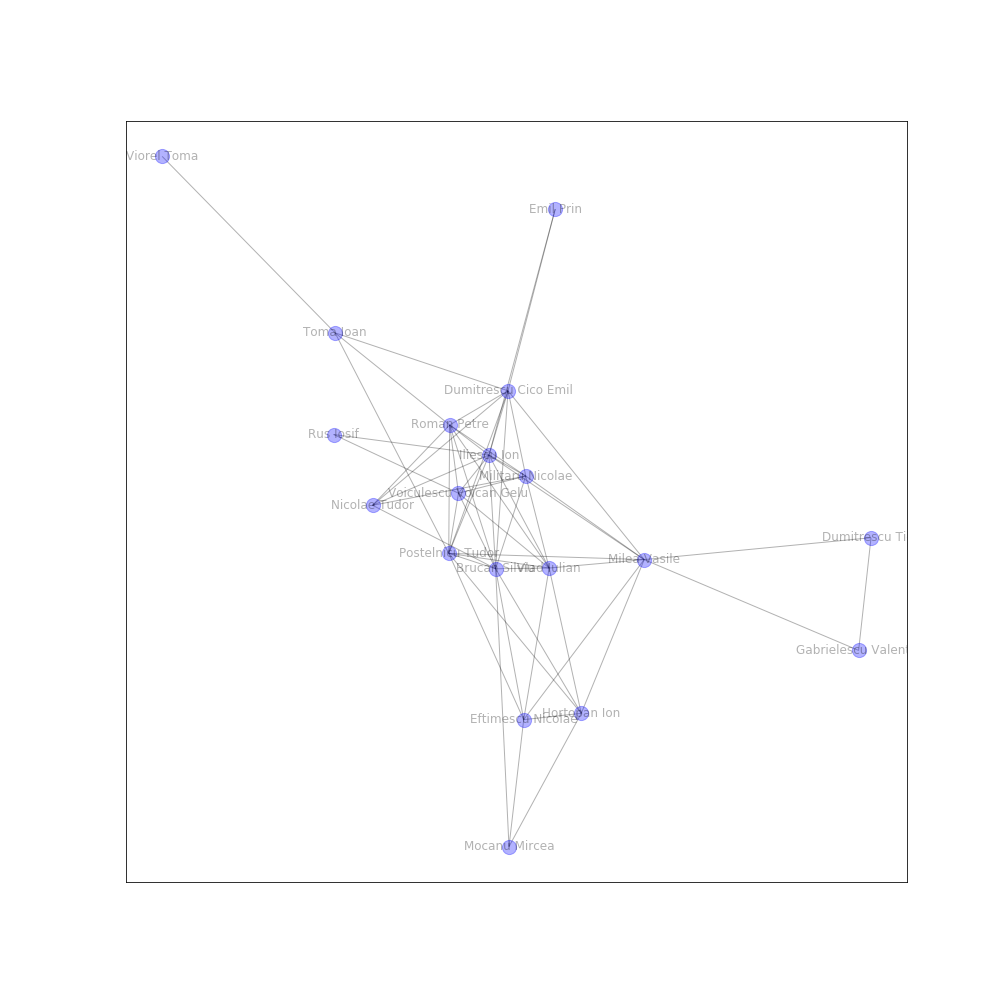 Viorel Toma
Emil Prin
Toma Ioan
Dumitrescu Cico Emil
Roman Petre
Rus Iosif
Iliescu Ion
Militaru Nicolae
Voiculescu Voican Gelu
Nicolae Tudor
Dumitrescu Ti
Postelnicu Tudor
Milea Vasile
Brucan Silviu
Vlad Iulian
Gabrielescu Valent
Hortopan Ion
Eftimescu Nicolae
Mocanu Mircea